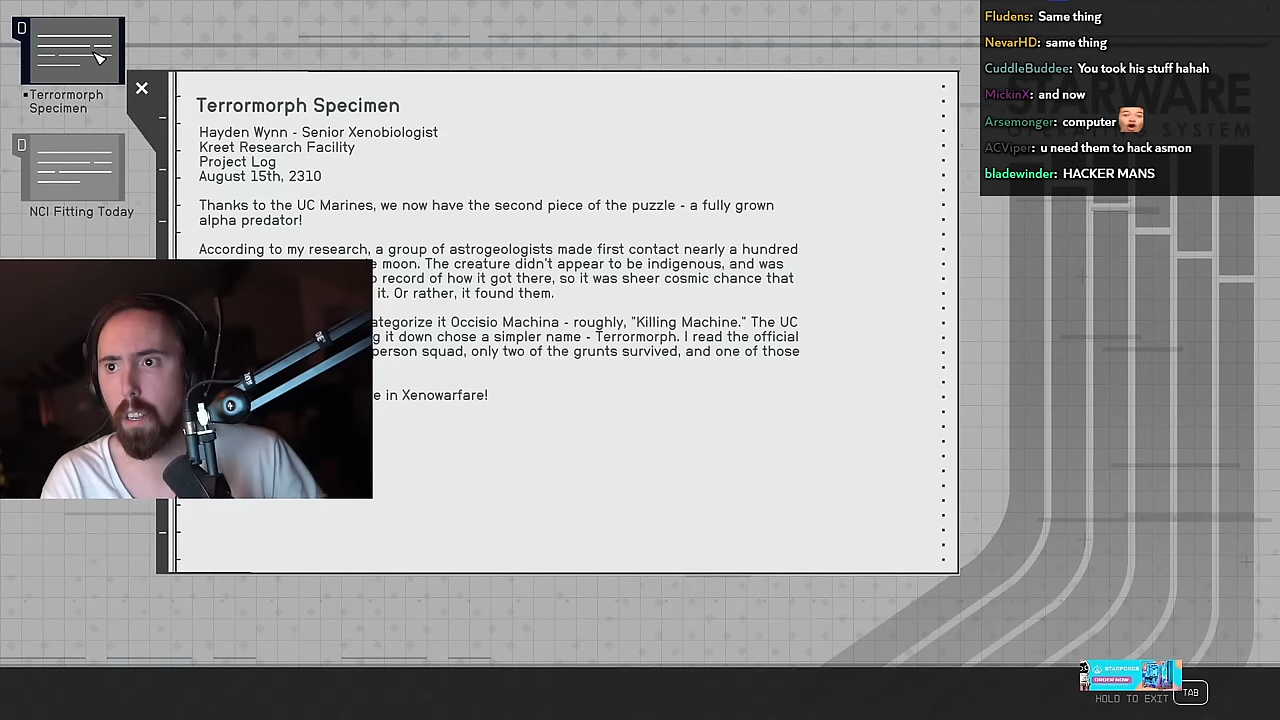 Terrormorph
Specimen
NCI Fitting Today
Terrormorph Specimen
Hayden Wynn - Senior Xenobiologist
Kreet Research Facility
Project Log
August 15th, 2310
Thanks to the UC Marines, we now have the second piece of the puzzle - a fully grown
alpha predator!
According to my research, a group of astrogeologists made first contact nearly a hundred
moon. The creature didn't appear to be indigenous, and was
record of how it got there, so it was sheer cosmic chance that
it. Or rather, it found them.
ategorize it Occisio Machina - roughly, "Killing Machine." The UC
g it down chose a simpler name - Terrormorph. I read the official
person squad, only two of the grunts survived, and one of those
e in Xenowarfare!
Fludens: Same thing
NevarHD: same thing
CuddleBuddee: You took his stuff hahah
MickinX: and now
Arsemonger: computer
ACViper: u need them to hack asmon
bladewinder: HACKER MANS
STARWARE
OPERATING SYSTEM
STARFORGE
ORDER NOW
HOLD TO EXIT TAB